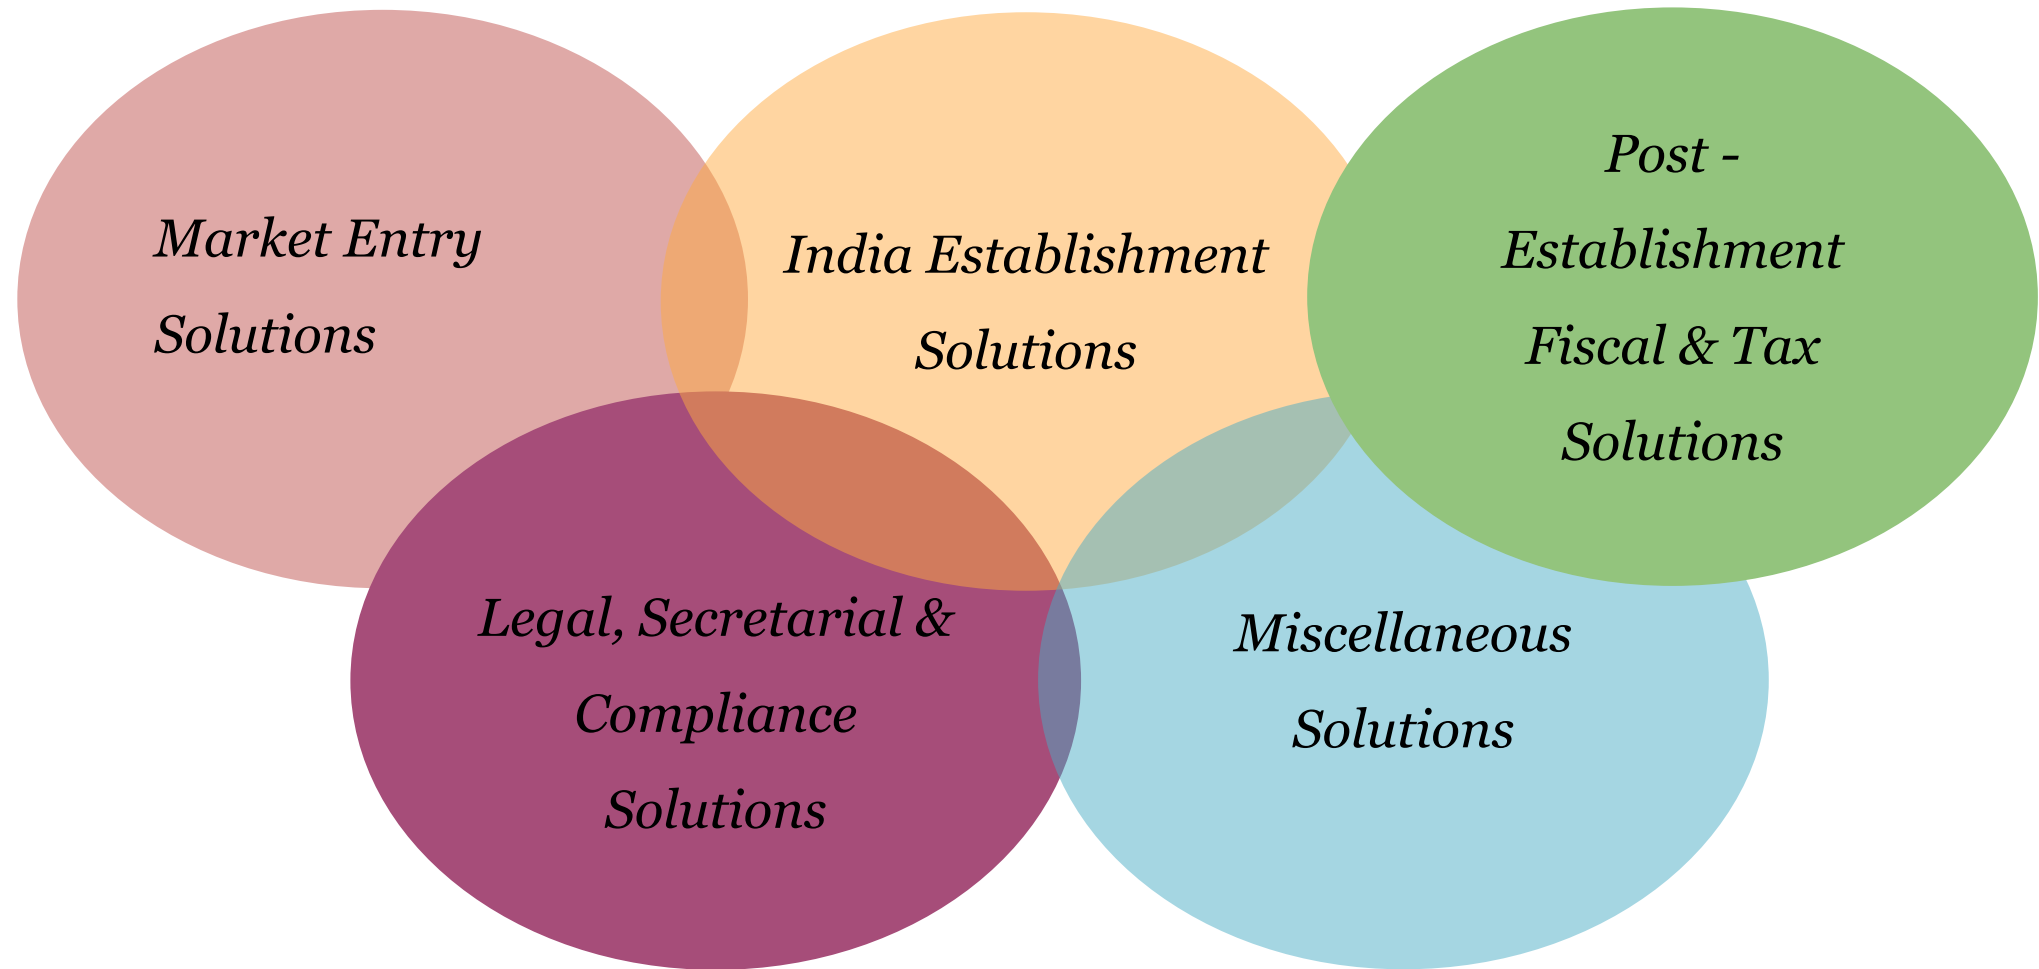 Market Entry
Solutions
India Establishment
Solutions
Post -
Establishment
Fiscal & Tax
Solutions
Legal, Secretarial &
Compliance
Solutions
Miscellaneous
Solutions